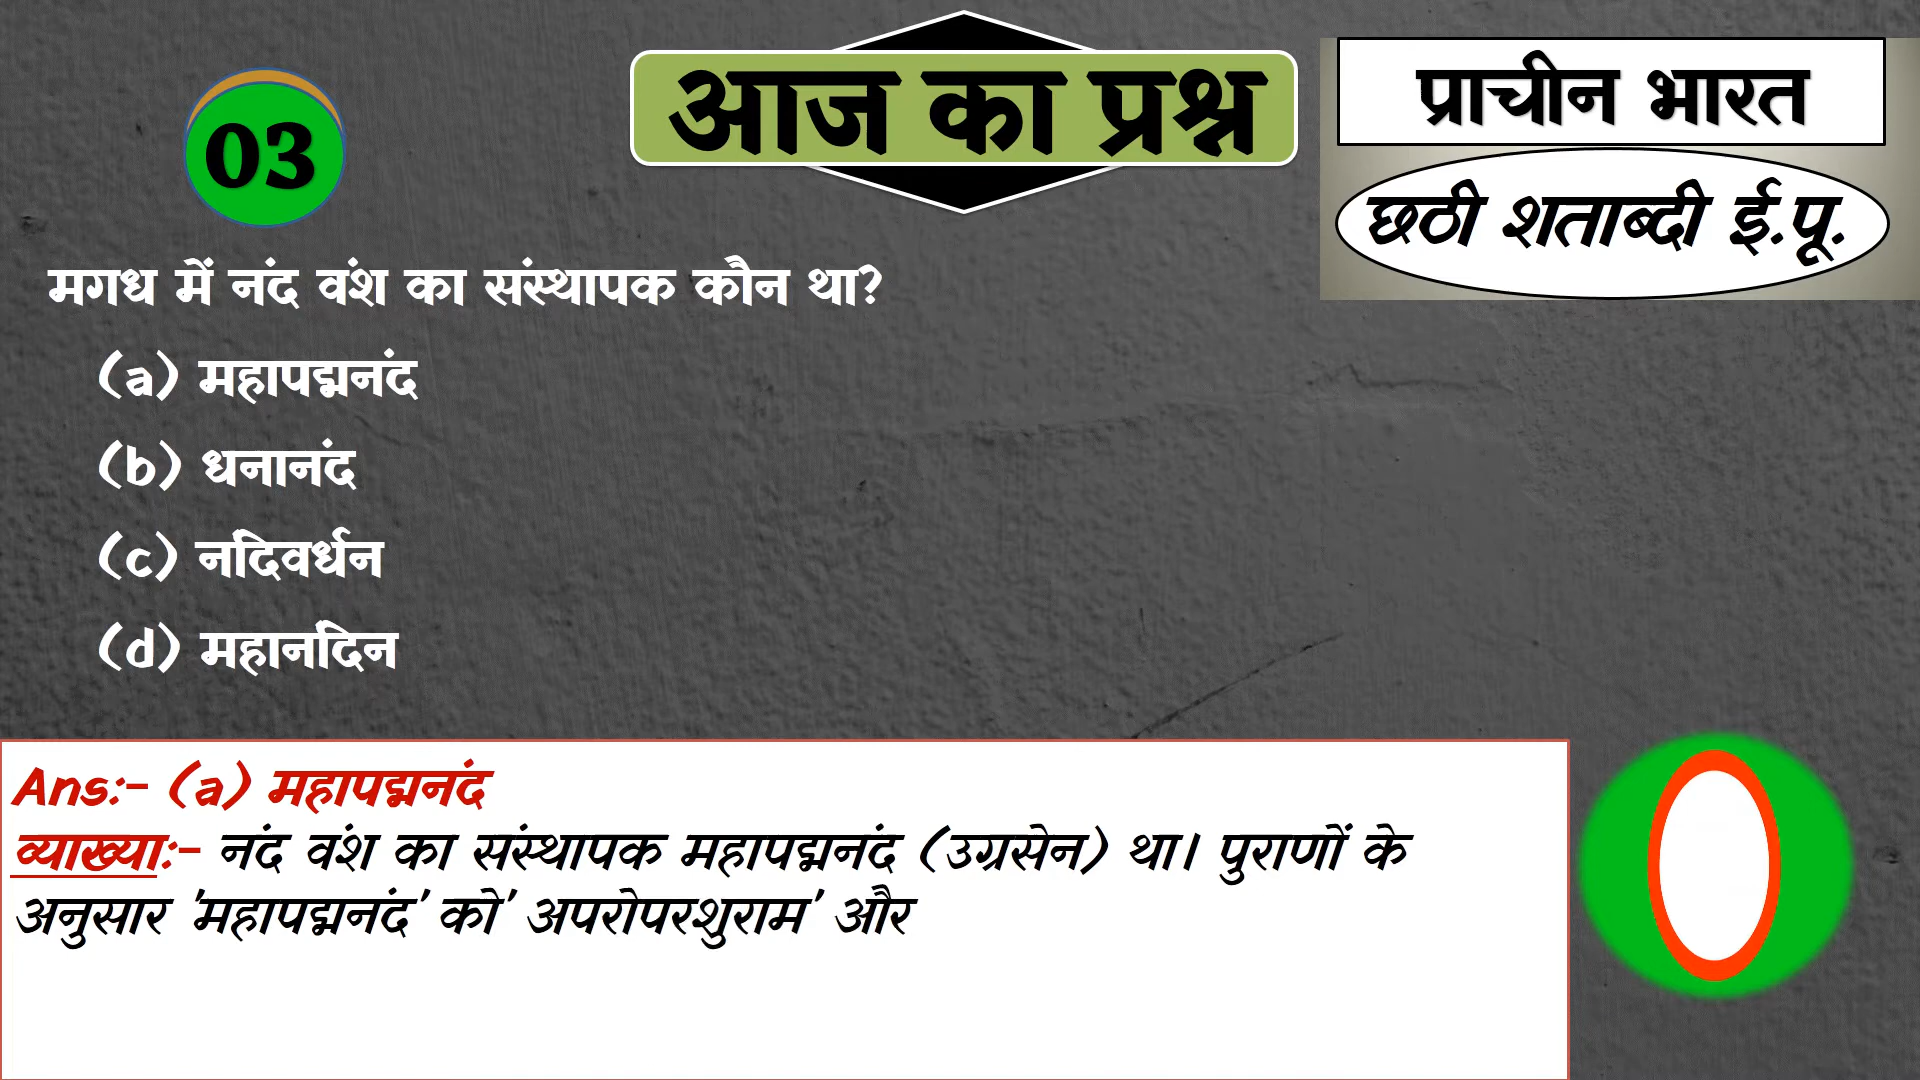 03
आज का प्रश्न
प्राचीन भारत
छठी शताब्दी ई.पू.
मगध में नंद वंश का संस्थापक कौन था?
(a) महापद्मनंद
(b) धनानंद
(c) नंदिवर्धन
(d) महानंदिन
Ans:- (a) महापद्मनंद
व्याख्या:- नंद वंश का संस्थापक महापद्मनंद (उग्रसेन) था। पुराणों के
अनुसार 'महापद्मनंद' को' अपरोपरशुराम' और